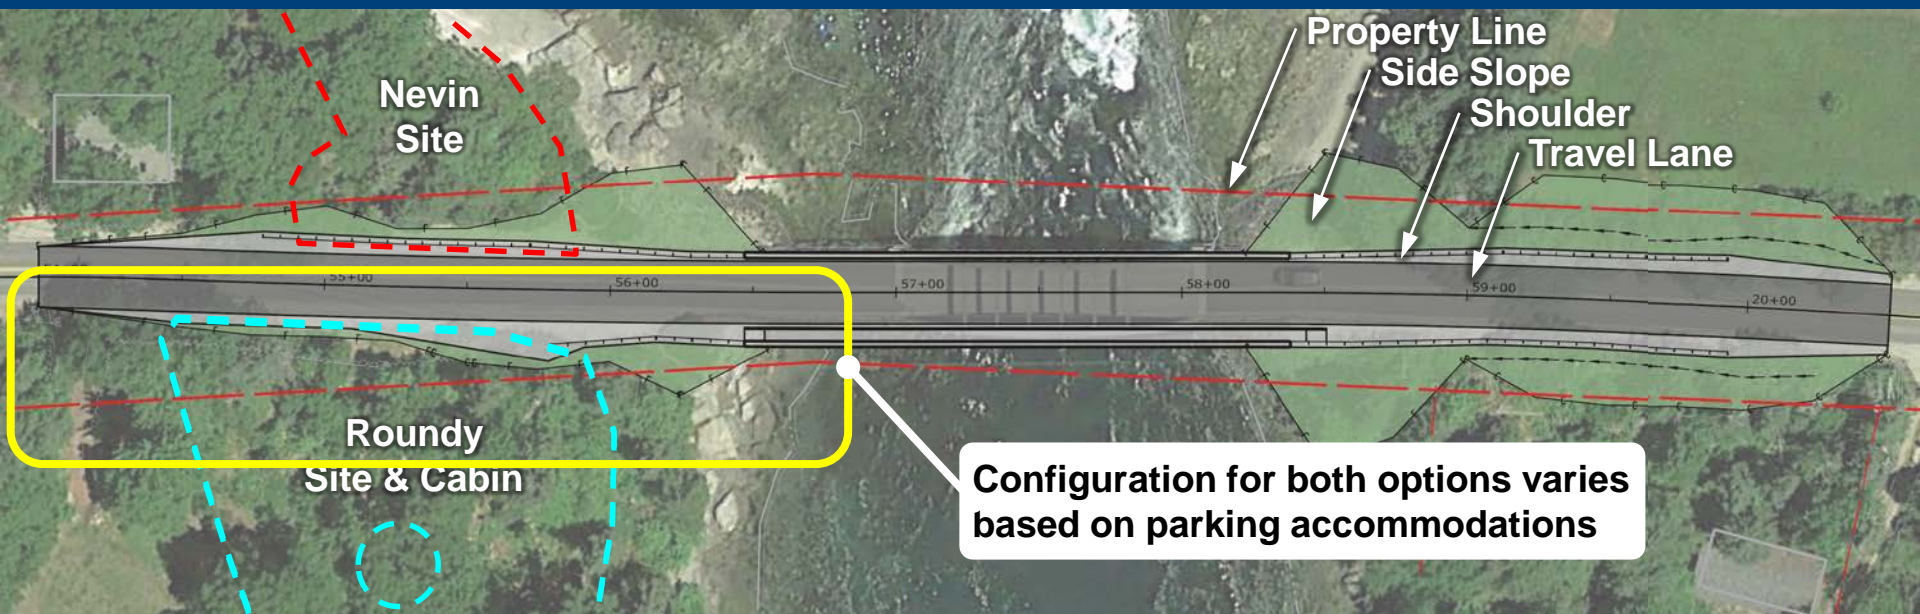 Property Line
Side Slope
Shoulder
Travel Lane
Nevin
Site
55+00
56+00
57+00
58+00
59+00
20+00
Roundy
Site & Cabin
Configuration for both options varies
based on parking accommodations